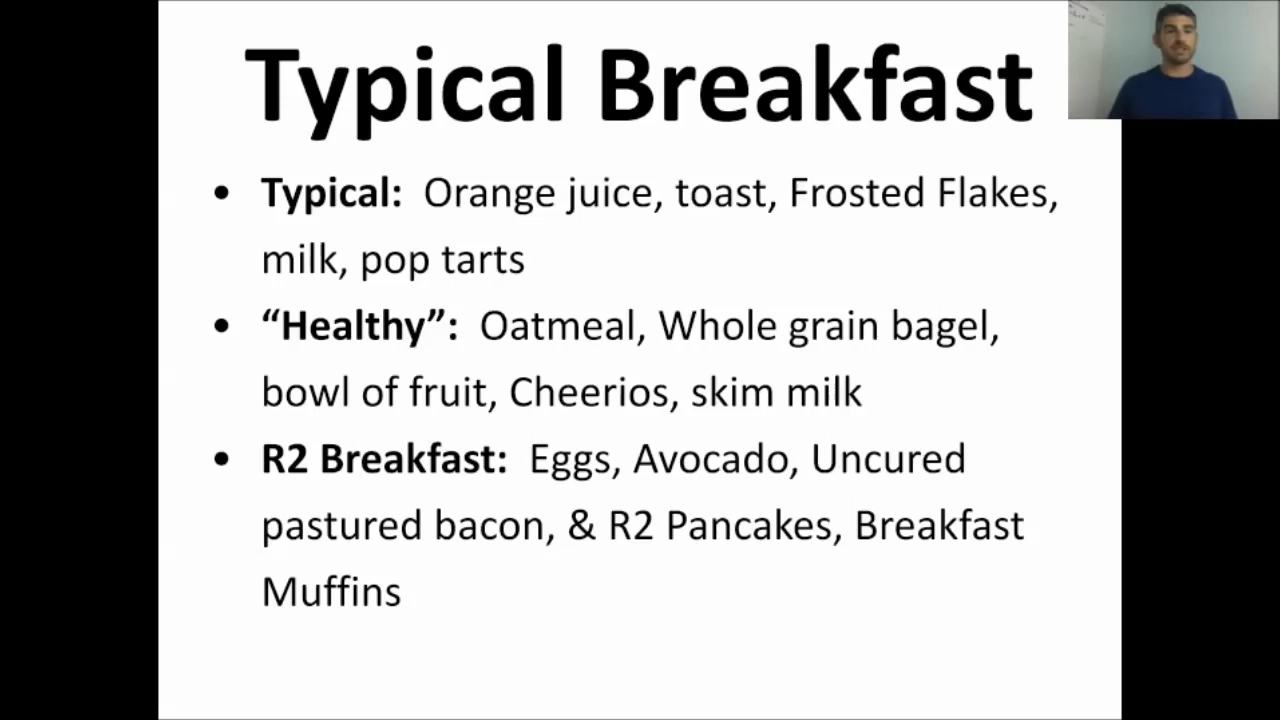 Typical Breakfast
• Typical: Orange juice, toast, Frosted Flakes,
milk, pop tarts
• “Healthy”: Oatmeal, Whole grain bagel,
bowl of fruit, Cheerios, skim milk
• R2 Breakfast: Eggs, Avocado, Uncured
pastured bacon, & R2 Pancakes, Breakfast
Muffins